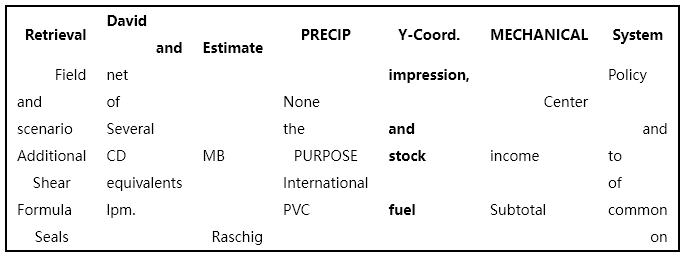 Retrieval David and Estimate PRECIP Y-Coord. MECHANICAL System
Field net impression, Policy
and of None Center
scenario Several the and and
Additional CD MB PURPOSE stock income to
Shear equivalents International of
Formula lpm. PVC fuel Subtotal common
Seals Raschig on